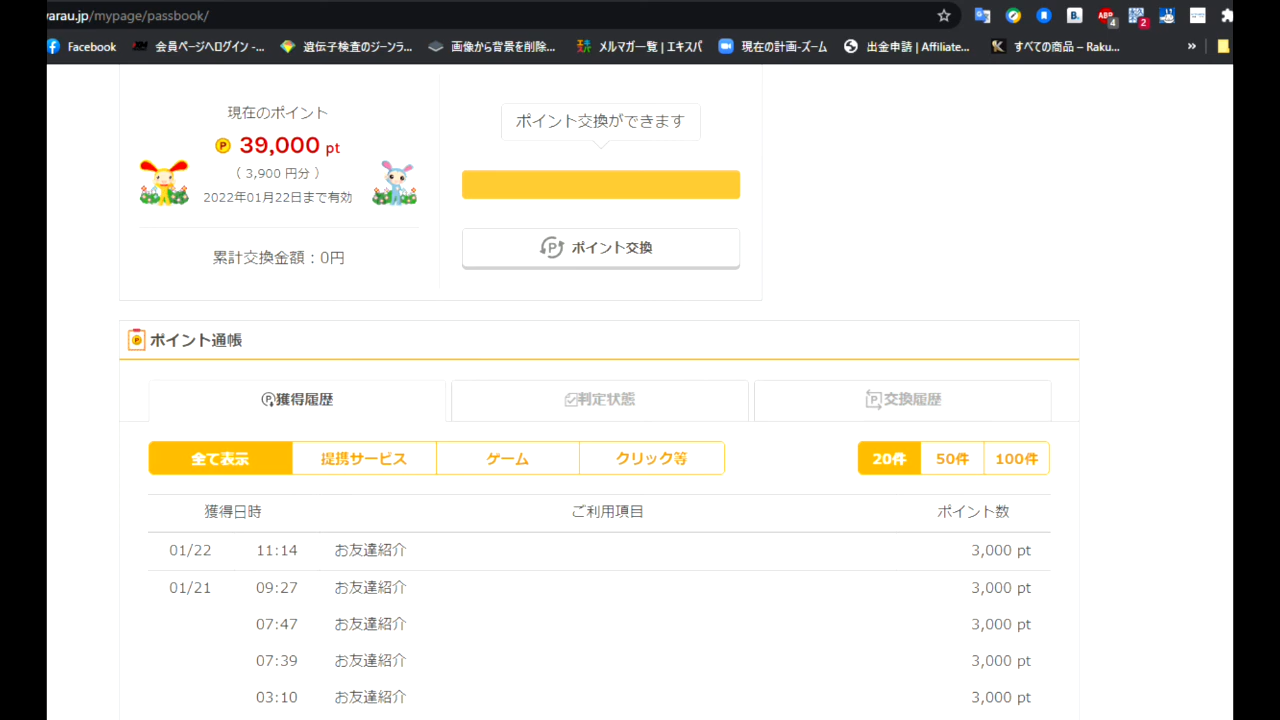 warau.jp/mypage/passbook/
ABP 4
2
Facebook
会員ページへログイン -...
遺伝子検査のジーンラ...
画像から背景を削除...
メルマガ一覧 | エキスパ
現在の計画-ズーム
出金申請 | Affiliate...
すべての商品 – Raku...
»
現在のポイント
39,000 pt
（ 3,900 円分 ）
2022年01月22日まで有効
累計交換金額：0円
ポイント交換ができます
ポイント交換
ポイント通帳
獲得履歴 判定状態 交換履歴
全て表示 提携サービス ゲーム クリック等 20件 50件 100件
獲得日時 ご利用項目 ポイント数
01/22 11:14 お友達紹介 3,000 pt
01/21 09:27 お友達紹介 3,000 pt
07:47 お友達紹介 3,000 pt
07:39 お友達紹介 3,000 pt
03:10 お友達紹介 3,000 pt